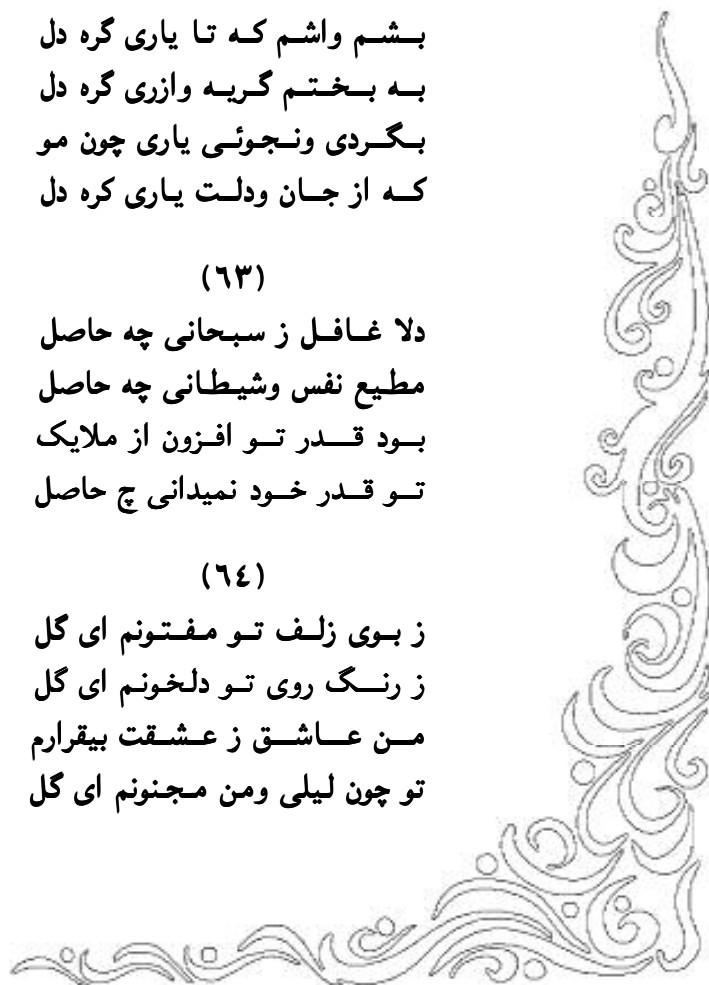 بشم واشم که تا یاری گره دل
به بختم گریه وازری گره دل
بگردی ونجوئی یاری چون مو
که از جان ودلت یاری کره دل
(٦٣)
دلا غافل ز سبحانی چه حاصل
مطیع نفس وشیطانی چه حاصل
بود قدر تو افزون از ملایک
تو قدر خود نمیدانی چ حاصل
(٦٤)
ز بوی زلف تو مفتونم ای گل
ز رنگ روی تو دلخونم ای گل
من عاشق ز عشقت بیقرارم
تو چون لیلی ومن مجنونم ای گل